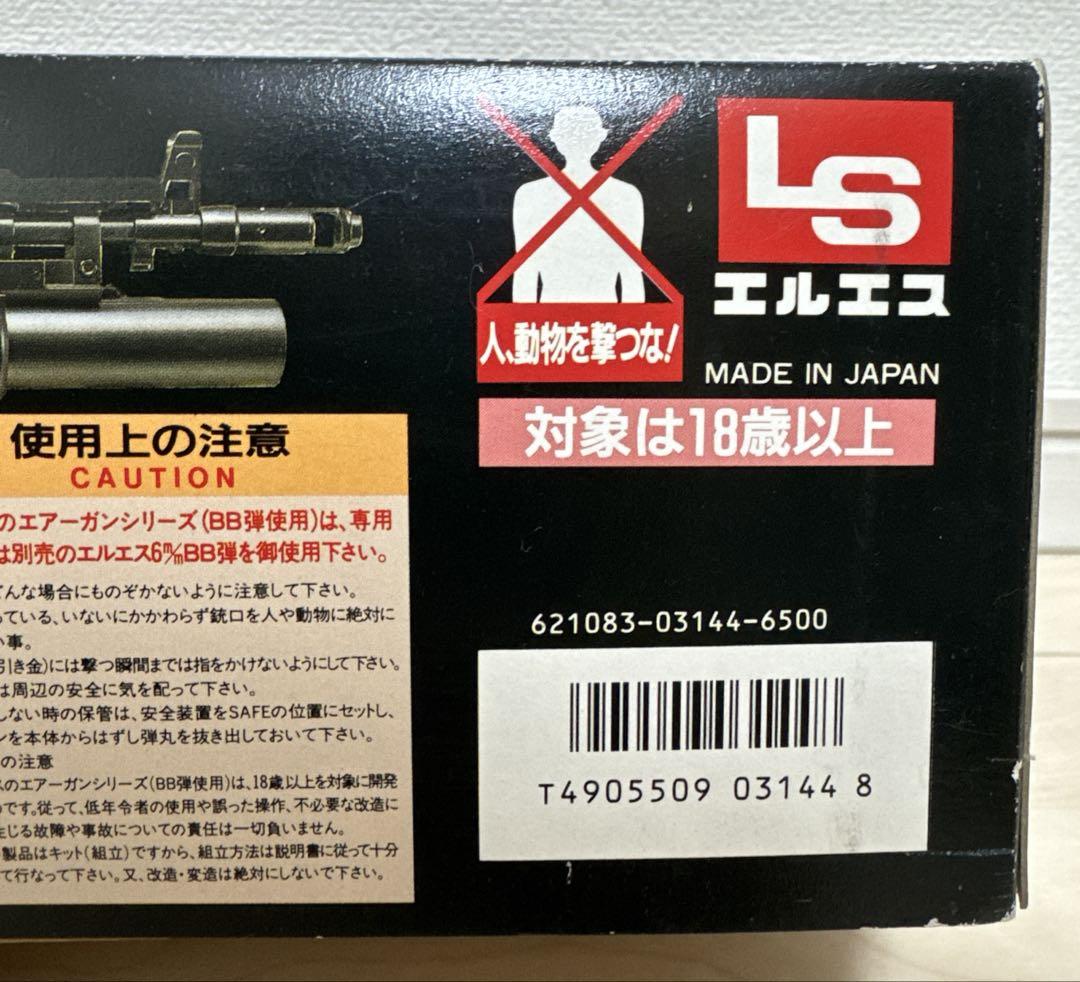 LS
エルエス
人、動物を撃つな!
MADE IN JAPAN
対象は18歳以上
使用上の注意
CAUTION
のエアーガンシリーズ(BB弾使用)は、専用
は別売のエルエス6m/mBB弾を御使用下さい。
どんな場合にものぞかないように注意して下さい。
っている、いないにかかわらず銃口を人や動物に絶対に
い事。
引き金)には撃つ瞬間までは指をかけないようにして下さい。
は周辺の安全に気を配って下さい。
しない時の保管は、安全装置をSAFEの位置にセットし、
ンを本体からはずし弾丸を抜き出しておいて下さい。
の注意
スのエアーガンシリーズ(BB弾使用)は、18歳以上を対象に開発
のです。従って、低年令者の使用や誤った操作、不必要な改造に
生じる故障や事故についての責任は一切負いません。
製品はキット(組立)ですから、組立方法は説明書に従って十分
て行なって下さい。又、改造・変造は絶対にしないで下さい。
621083-03144-6500
T4905509 03144 8